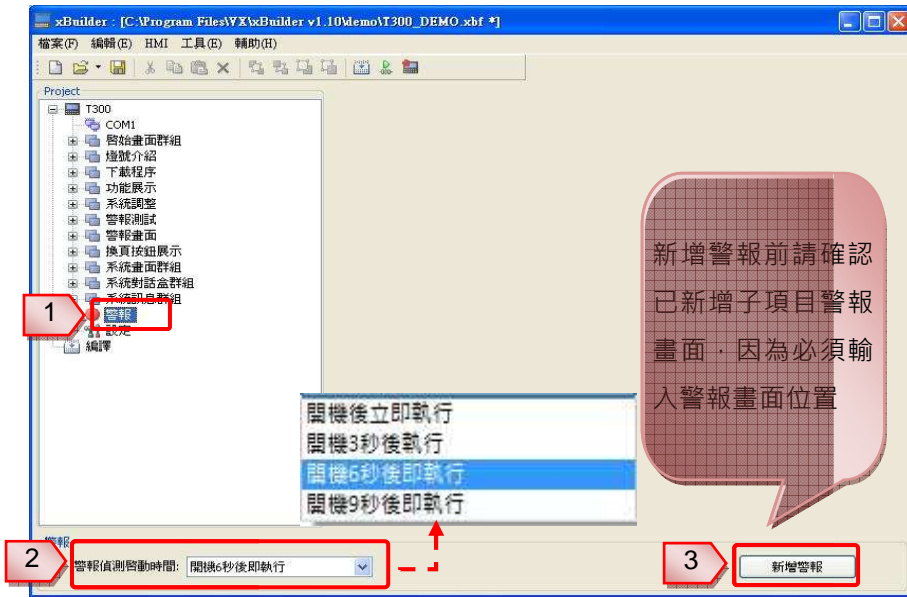 xBuilder : [C:\Program Files\VX\xBuilder v1.10\demo\T300_DEMO.xbf *]
檔案(F) 編輯(E) HMI 工具(E) 輔助(H)
Project
T300
COM1
啓始畫面群組
燈號介紹
下載程序
功能展示
系統調整
警報測試
警報畫面
換頁按鈕展示
系統畫面群組
系統對話盒群組
系統訊息群組
1
警報
設定
編譯
新增警報前請確認
已新增子項目警報
畫面，因為必須輸
入警報畫面位置
開機後立即執行
開機3秒後執行
開機6秒後即執行
開機9秒後即執行
警報
2
警報偵測啓動時間: 開機6秒後即執行
3
新增警報